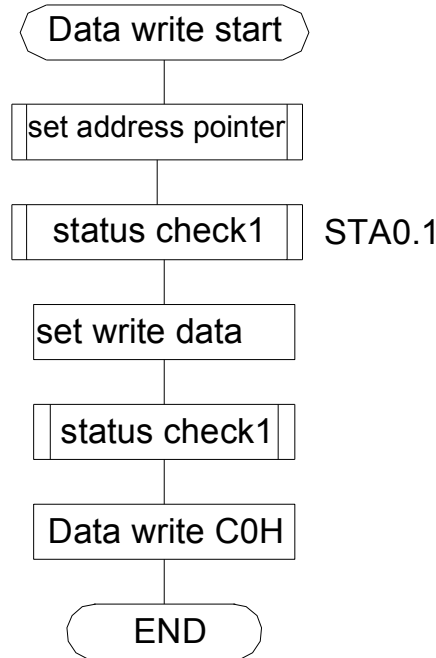 Data write start
set address pointer
status check1
STA0.1
set write data
status check1
Data write C0H
END